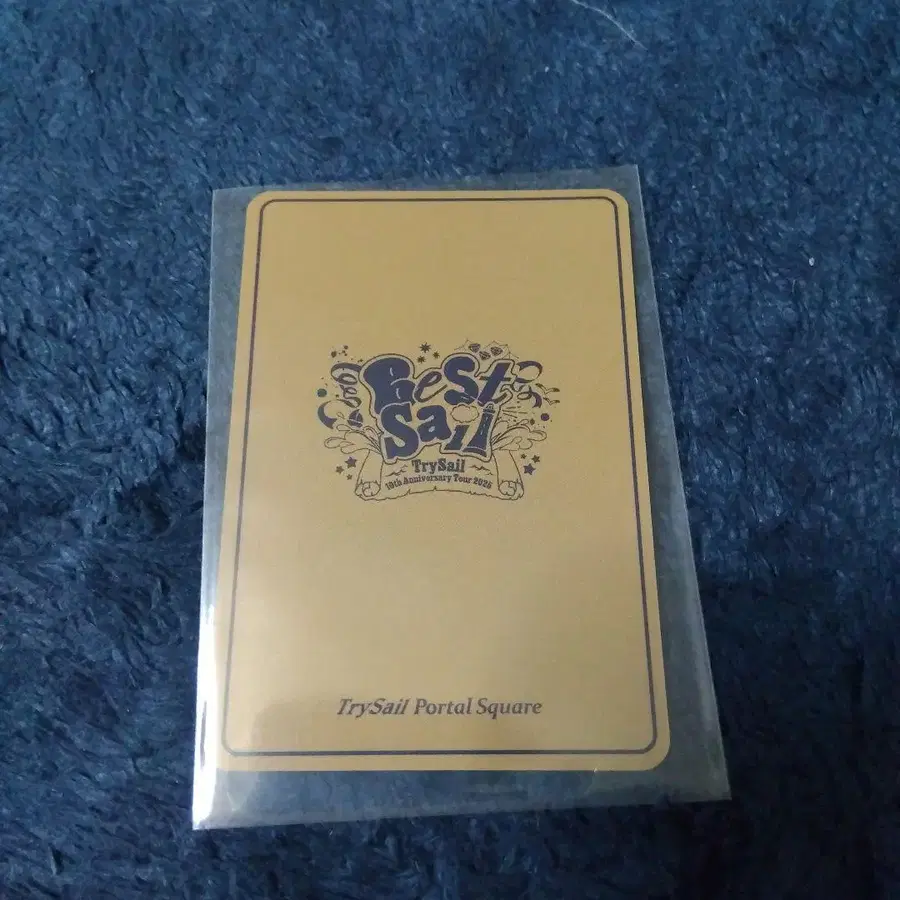 Best
Sail
TrySail
10th Anniversary Tour 2025
TrySail Portal Square